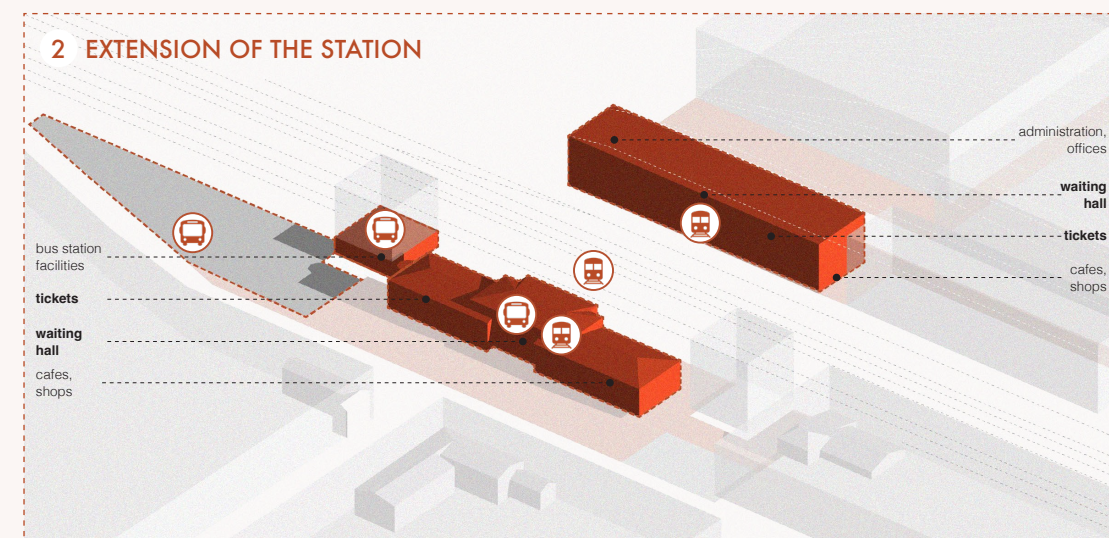 2 EXTENSION OF THE STATION
administration,
offices
waiting
hall
tickets
cafes,
shops
bus station
facilities
tickets
waiting
hall
cafes,
shops